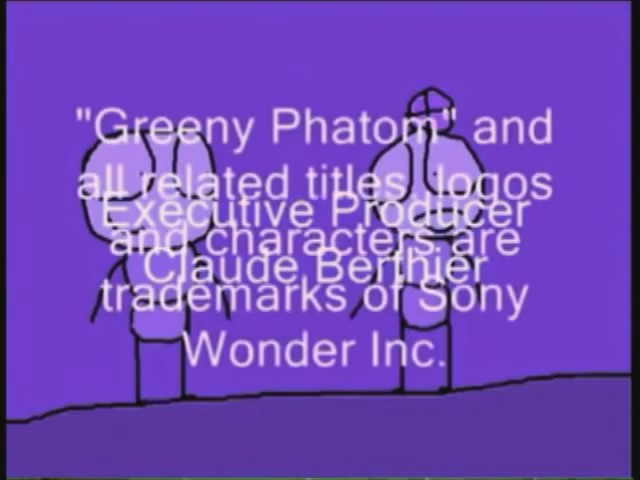 "Greeny Phatom" and
all related titles, logos
Executive Producer
and characters are
Claude Berthier
trademarks of Sony
Wonder Inc.